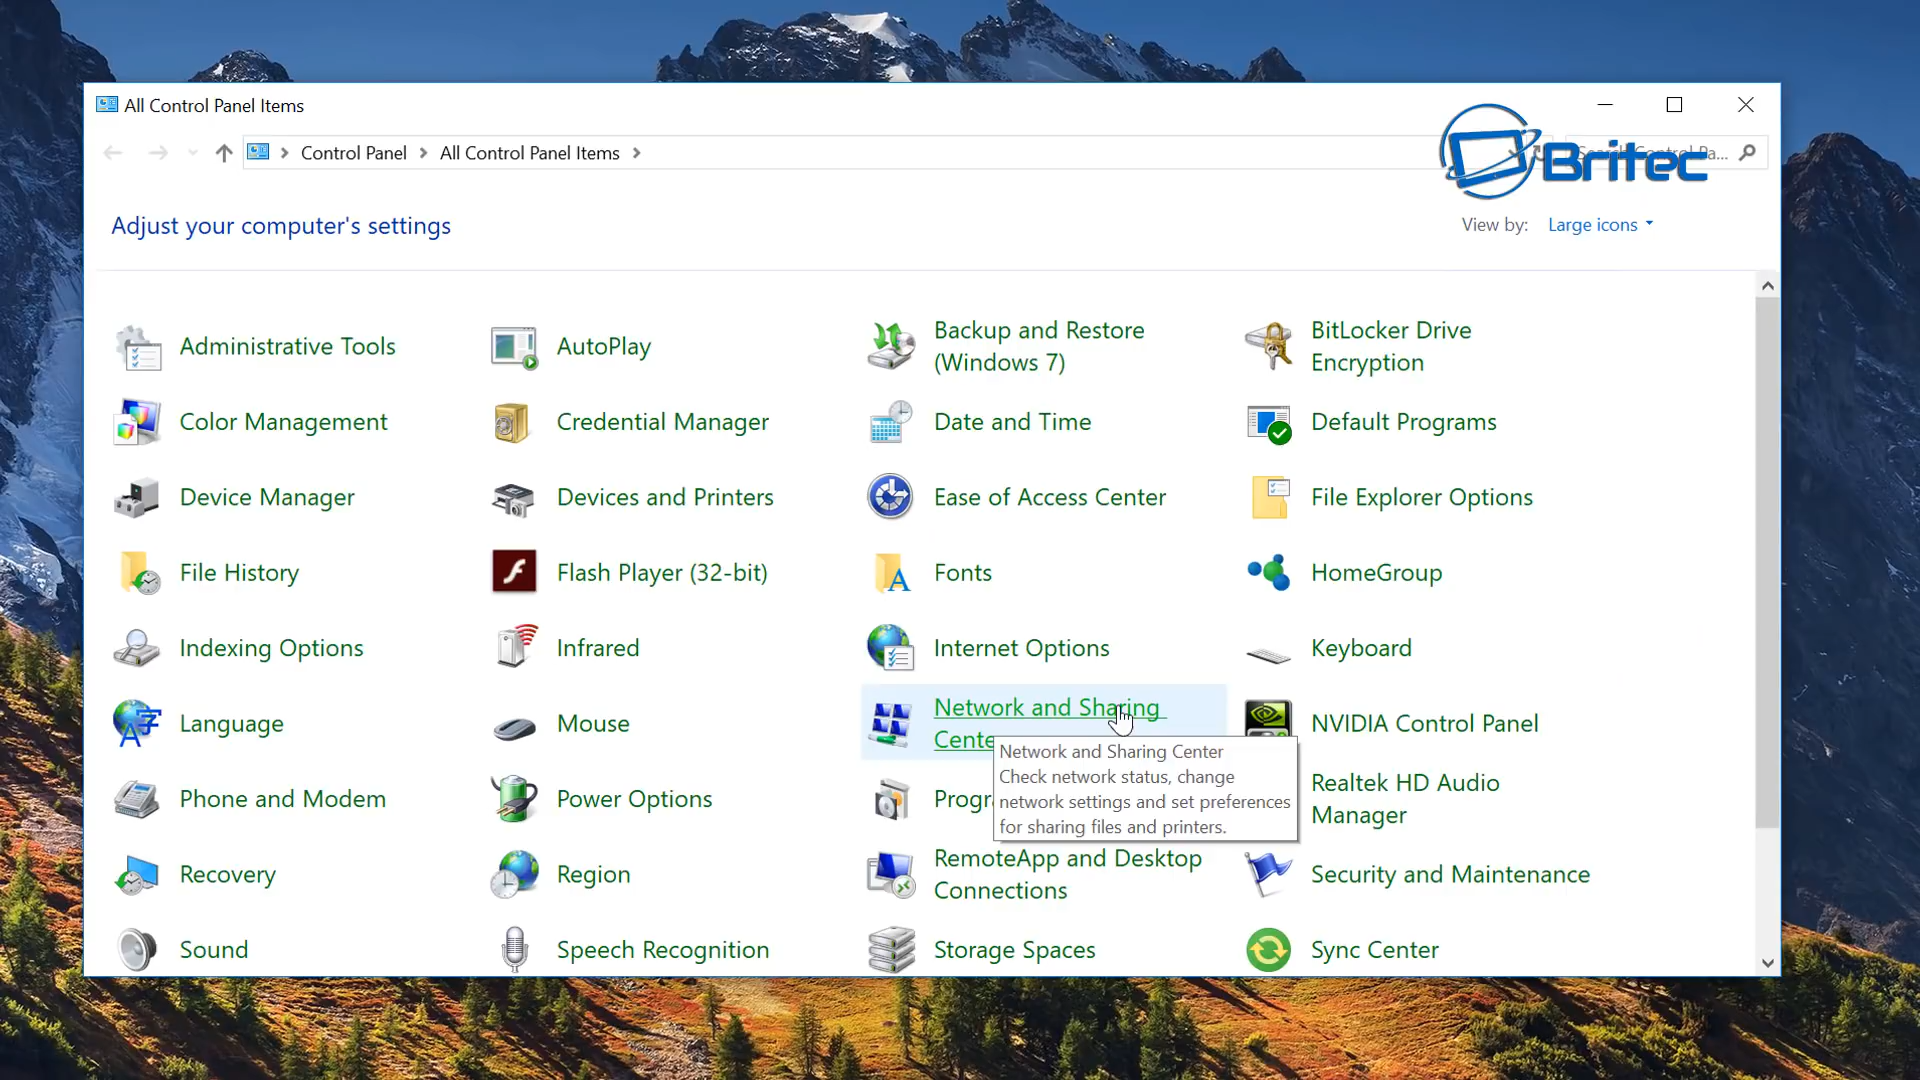 All Control Panel Items
Control Panel
All Control Panel Items
Search Control Pa...
Britec
Adjust your computer's settings
View by:
Large icons
Administrative Tools
AutoPlay
Backup and Restore
(Windows 7)
BitLocker Drive
Encryption
Color Management
Credential Manager
Date and Time
Default Programs
Device Manager
Devices and Printers
Ease of Access Center
File Explorer Options
File History
Flash Player (32-bit)
Fonts
HomeGroup
Indexing Options
Infrared
Internet Options
Keyboard
Language
Mouse
Network and Sharing
NVIDIA Control Panel
Network and Sharing Center
Check network status, change
network settings and set preferences
for sharing files and printers.
Phone and Modem
Power Options
Realtek HD Audio
Manager
Recovery
Region
RemoteApp and Desktop
Connections
Security and Maintenance
Sound
Speech Recognition
Storage Spaces
Sync Center